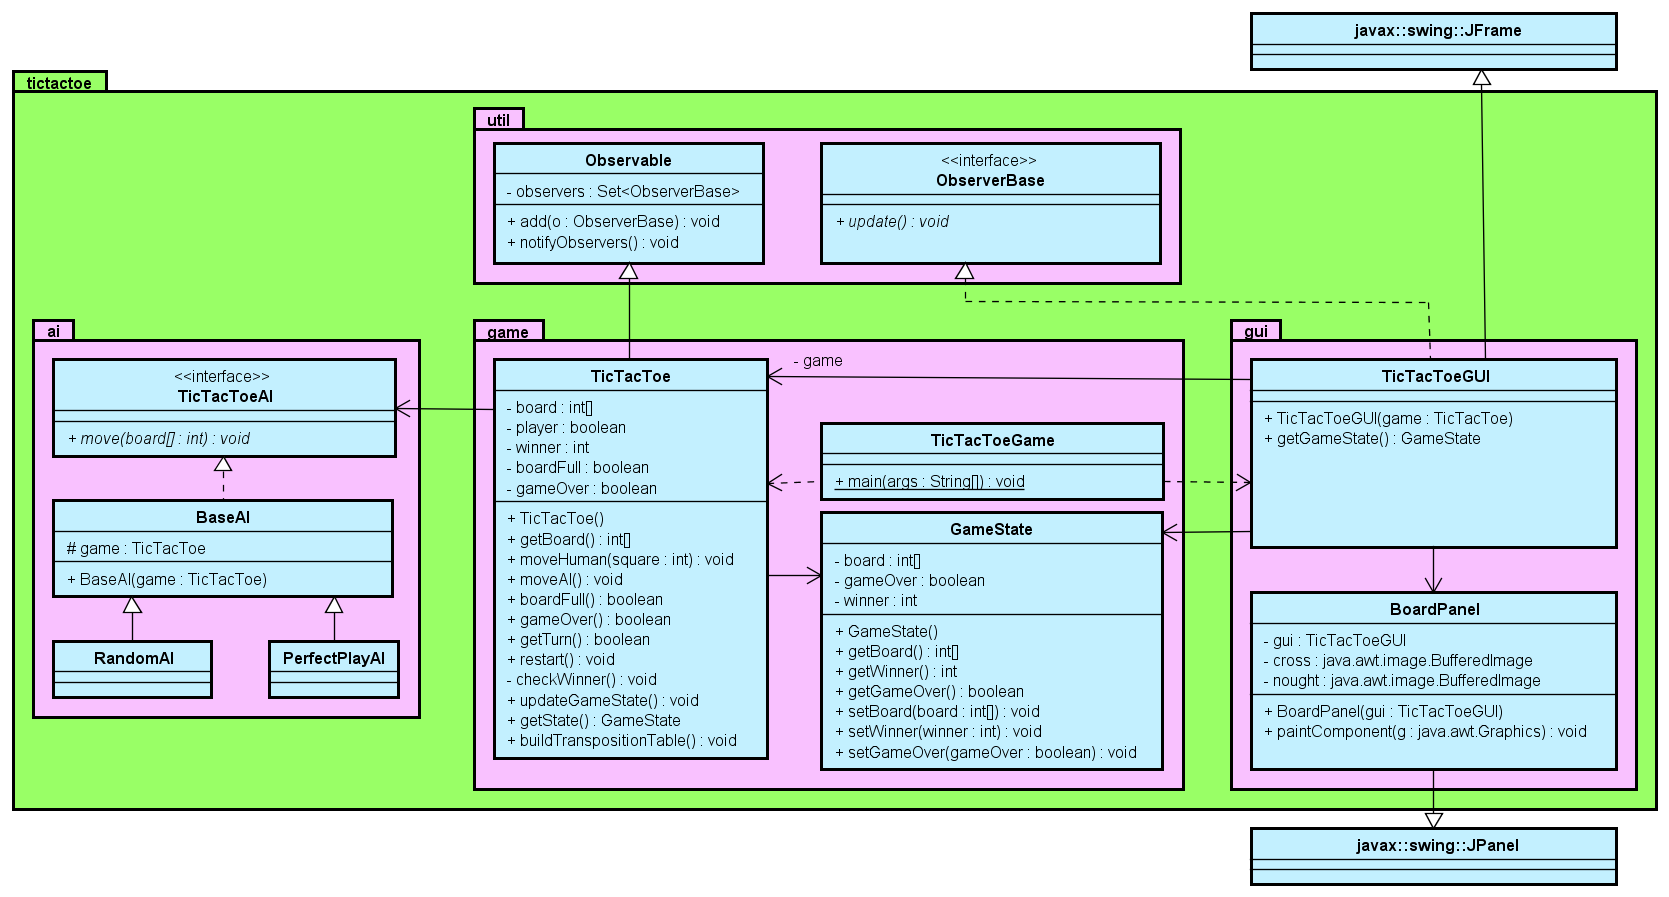 javax::swing::JFrame
tictactoe
util
Observable
- observers : Set<ObserverBase>
+ add(o : ObserverBase) : void
+ notifyObservers() : void
<<interface>>
ObserverBase
+ update() : void
ai
<<interface>>
TicTacToeAI
+ move(board[] : int) : void
BaseAI
# game : TicTacToe
+ BaseAI(game : TicTacToe)
RandomAI
PerfectPlayAI
game
TicTacToe
- board : int[]
- player : boolean
- winner : int
- boardFull : boolean
- gameOver : boolean
+ TicTacToe()
+ getBoard() : int[]
+ moveHuman(square : int) : void
+ moveAI() : void
+ boardFull() : boolean
+ gameOver() : boolean
+ getTurn() : boolean
+ restart() : void
- checkWinner() : void
+ updateGameState() : void
+ getState() : GameState
+ buildTranspositionTable() : void
- game
TicTacToeGame
+ main(args : String[]) : void
GameState
- board : int[]
- gameOver : boolean
- winner : int
+ GameState()
+ getBoard() : int[]
+ getWinner() : int
+ getGameOver() : boolean
+ setBoard(board : int[]) : void
+ setWinner(winner : int) : void
+ setGameOver(gameOver : boolean) : void
gui
TicTacToeGUI
+ TicTacToeGUI(game : TicTacToe)
+ getGameState() : GameState
BoardPanel
- gui : TicTacToeGUI
- cross : java.awt.image.BufferedImage
- nought : java.awt.image.BufferedImage
+ BoardPanel(gui : TicTacToeGUI)
+ paintComponent(g : java.awt.Graphics) : void
javax::swing::JPanel